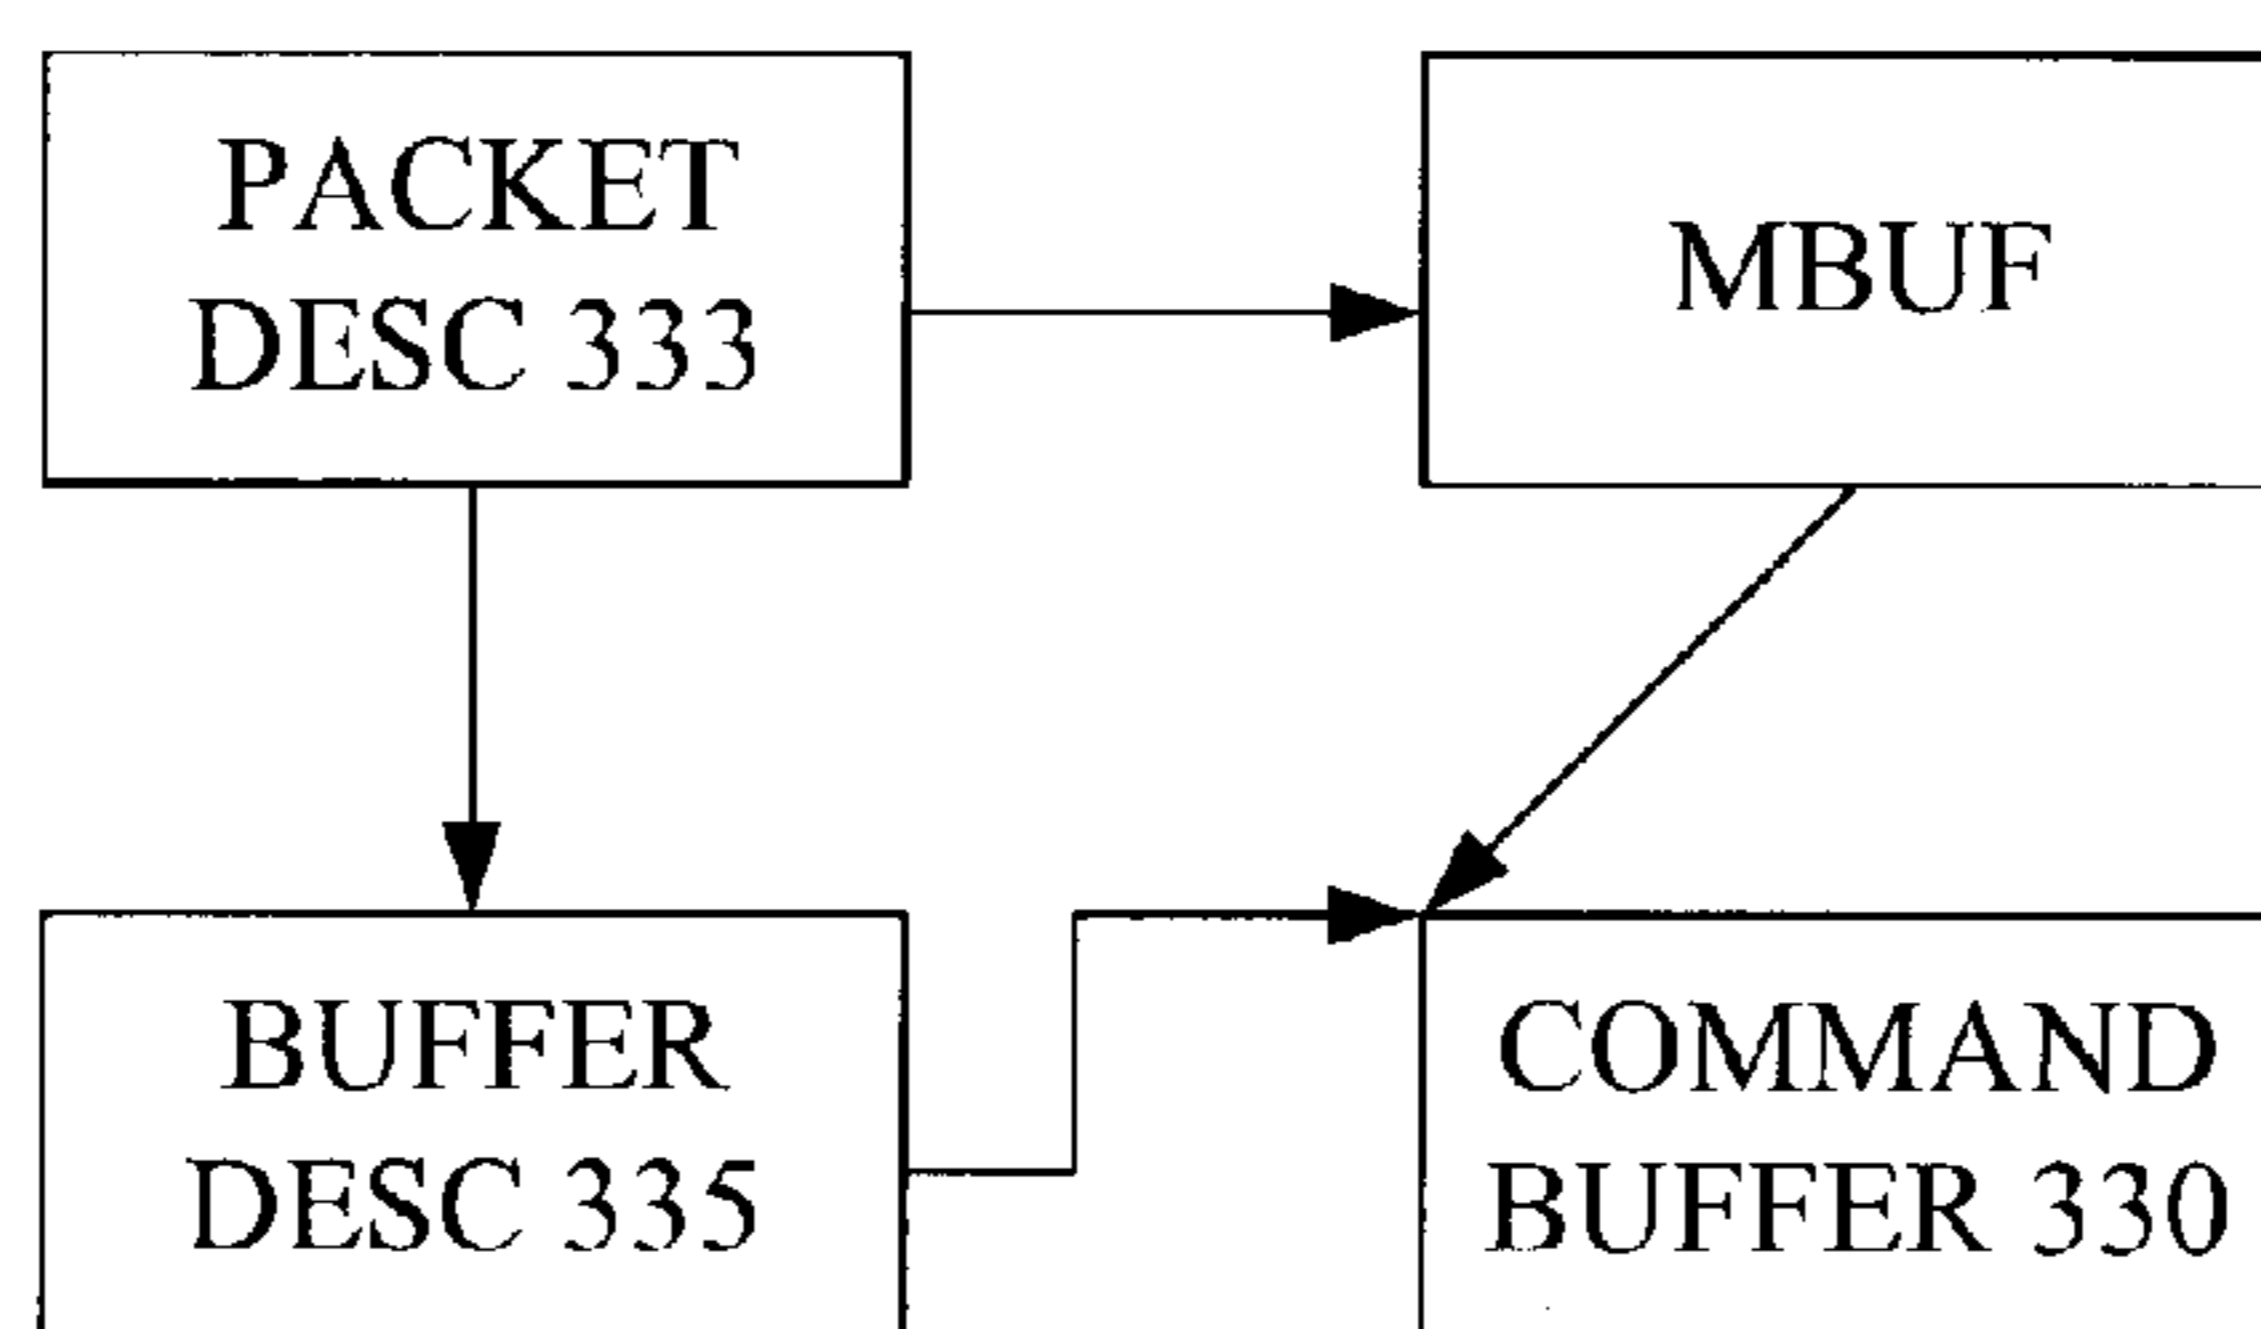 PACKET
DESC 333
MBUF
BUFFER
DESC 335
COMMAND
BUFFER 330